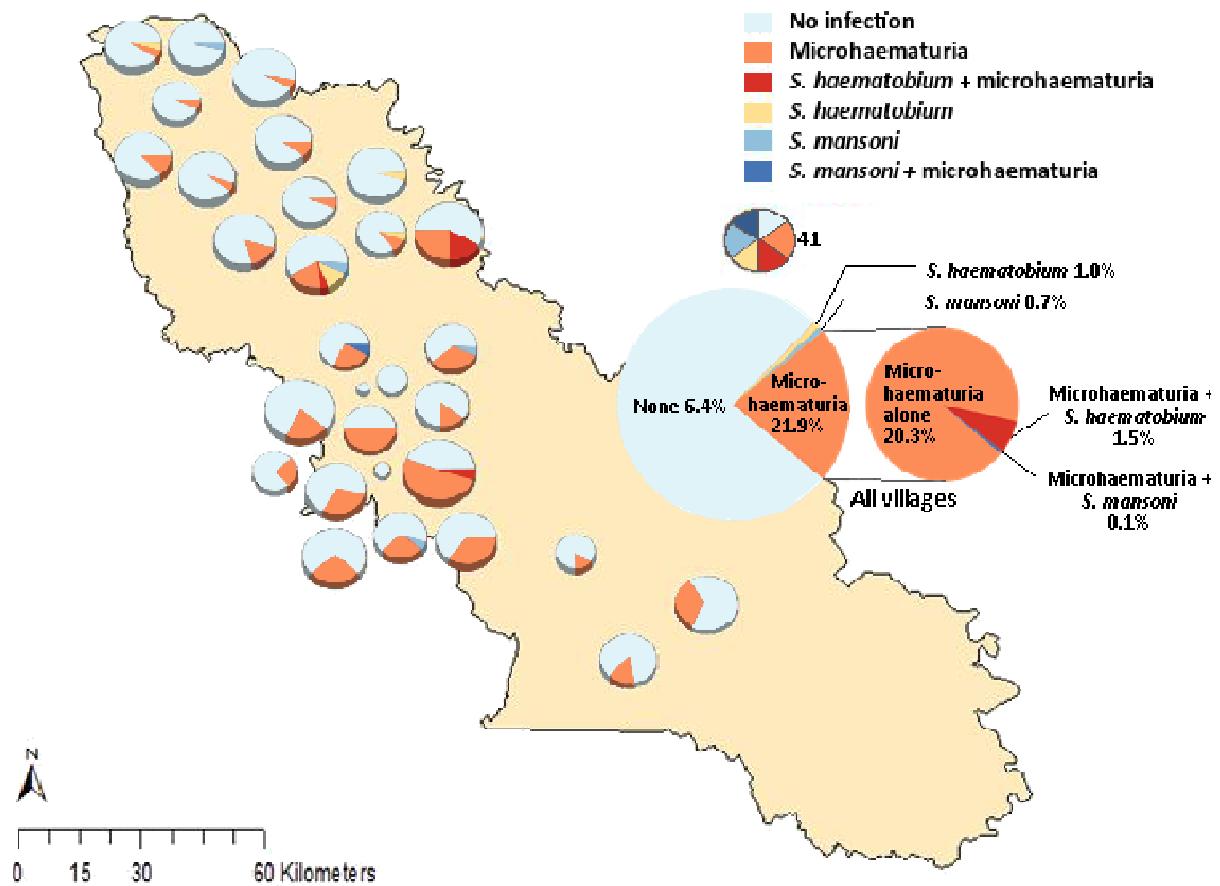 No infection
Microhaematuria
S. haematobium + microhaematuria
S. haematobium
S. mansoni
S. mansoni + microhaematuria
41
S. haematobium 1.0%
S. mansoni 0.7%
None 6.4%
Micro-
haematuria
21.9%
Micro-
haematuria
alone
20.3%
Microhaematuria +
S. haematobium
1.5%
Microhaematuria +
S. mansoni
0.1%
All villages
N
0 15 30 60 Kilometers